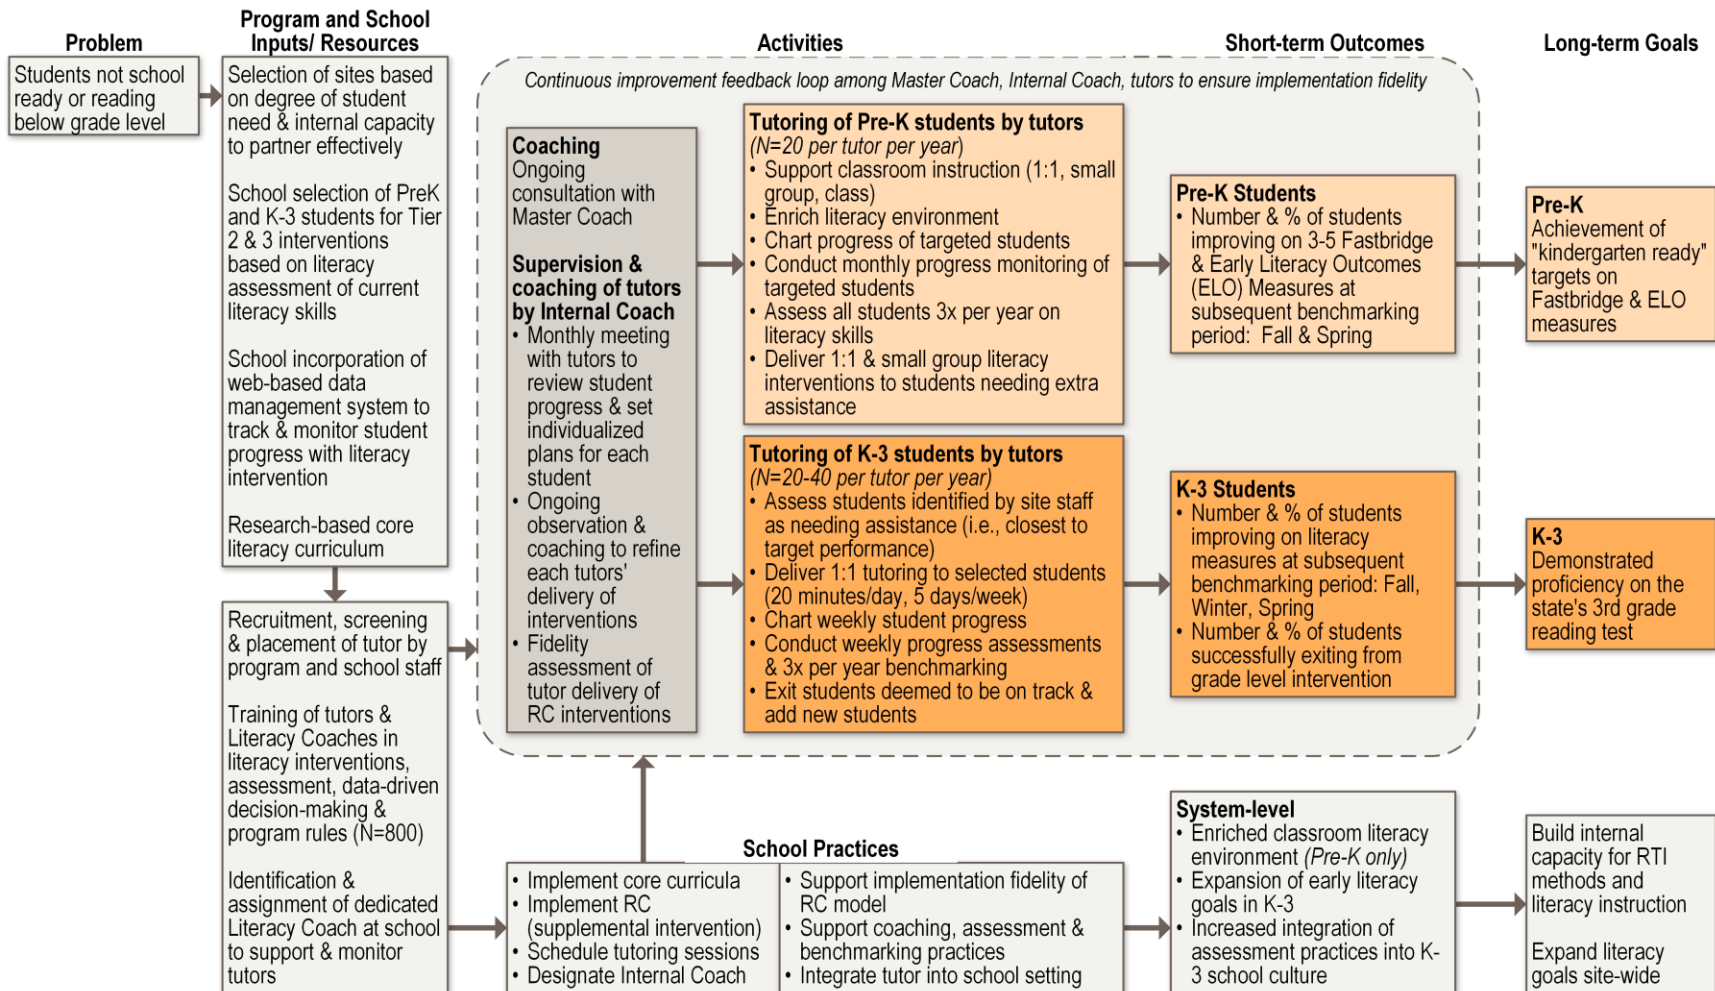 Problem
Students not school
ready or reading
below grade level
Program and School
Inputs/ Resources
Selection of sites based
on degree of student
need & internal capacity
to partner effectively
School selection of PreK
and K-3 students for Tier
2 & 3 interventions
based on literacy
assessment of current
literacy skills
School incorporation of
web-based data
management system to
track & monitor student
progress with literacy
intervention
Research-based core
literacy curriculum
Recruitment, screening
& placement of tutor by
program and school staff
Training of tutors &
Literacy Coaches in
literacy interventions,
assessment, data-driven
decision-making &
program rules (N=800)
Identification &
assignment of dedicated
Literacy Coach at school
to support & monitor
tutors
Activities
Short-term Outcomes
Long-term Goals
Continuous improvement feedback loop among Master Coach, Internal Coach, tutors to ensure implementation fidelity
Coaching
Ongoing
consultation with
Master Coach
Supervision &
coaching of tutors
by Internal Coach
• Monthly meeting
with tutors to
review student
progress & set
individualized
plans for each
student
• Ongoing
observation &
coaching to refine
each tutors'
delivery of
interventions
• Fidelity
assessment of
tutor delivery of
RC interventions
Tutoring of Pre-K students by tutors
(N=20 per tutor per year)
• Support classroom instruction (1:1, small
group, class)
• Enrich literacy environment
• Chart progress of targeted students
• Conduct monthly progress monitoring of
targeted students
• Assess all students 3x per year on
literacy skills
• Deliver 1:1 & small group literacy
interventions to students needing extra
assistance
Pre-K Students
• Number & % of students
improving on 3-5 Fastbridge
& Early Literacy Outcomes
(ELO) Measures at
subsequent benchmarking
period: Fall & Spring
Pre-K
Achievement of
"kindergarten ready"
targets on
Fastbridge & ELO
measures
Tutoring of K-3 students by tutors
(N=20-40 per tutor per year)
• Assess students identified by site staff
as needing assistance (i.e., closest to
target performance)
• Deliver 1:1 tutoring to selected students
(20 minutes/day, 5 days/week)
• Chart weekly student progress
• Conduct weekly progress assessments
& 3x per year benchmarking
• Exit students deemed to be on track &
add new students
K-3 Students
• Number & % of students
improving on literacy
measures at subsequent
benchmarking period: Fall,
Winter, Spring
• Number & % of students
successfully exiting from
grade level intervention
K-3
Demonstrated
proficiency on the
state's 3rd grade
reading test
School Practices
• Implement core curricula
• Implement RC
(supplemental intervention)
• Schedule tutoring sessions
• Designate Internal Coach
• Support implementation fidelity of
RC model
• Support coaching, assessment &
benchmarking practices
• Integrate tutor into school setting
System-level
• Enriched classroom literacy
environment (Pre-K only)
• Expansion of early literacy
goals in K-3
• Increased integration of
assessment practices into K-
3 school culture
Build internal
capacity for RTI
methods and
literacy instruction
Expand literacy
goals site-wide